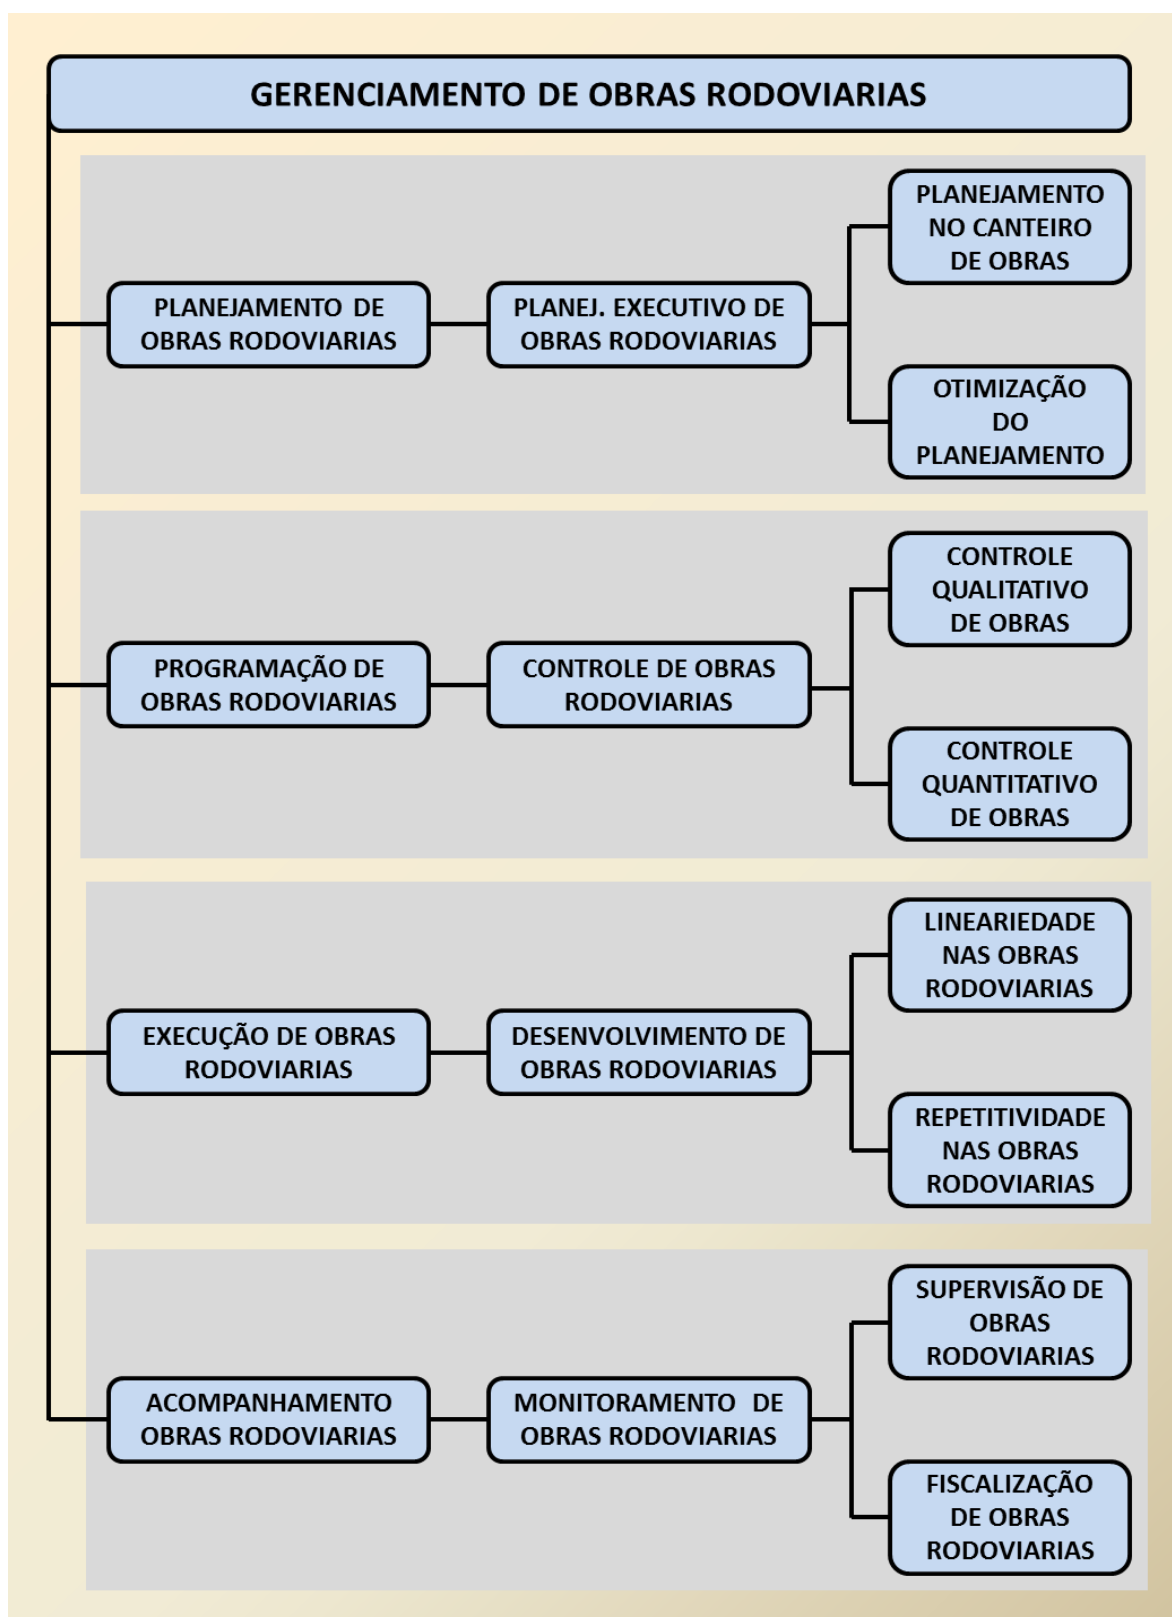 GERENCIAMENTO DE OBRAS RODOVIARIAS
PLANEJAMENTO DE
OBRAS RODOVIARIAS
PLANEJ. EXECUTIVO DE
OBRAS RODOVIARIAS
PLANEJAMENTO
NO CANTEIRO
DE OBRAS
OTIMIZAÇÃO
DO
PLANEJAMENTO
PROGRAMAÇÃO DE
OBRAS RODOVIARIAS
CONTROLE DE OBRAS
RODOVIARIAS
CONTROLE
QUALITATIVO
DE OBRAS
CONTROLE
QUANTITATIVO
DE OBRAS
EXECUÇÃO DE OBRAS
RODOVIARIAS
DESENVOLVIMENTO DE
OBRAS RODOVIARIAS
LINEARIEDADE
NAS OBRAS
RODOVIARIAS
REPETITIVIDADE
NAS OBRAS
RODOVIARIAS
ACOMPANHAMENTO
OBRAS RODOVIARIAS
MONITORAMENTO DE
OBRAS RODOVIARIAS
SUPERVISÃO DE
OBRAS
RODOVIARIAS
FISCALIZAÇÃO
DE OBRAS
RODOVIARIAS